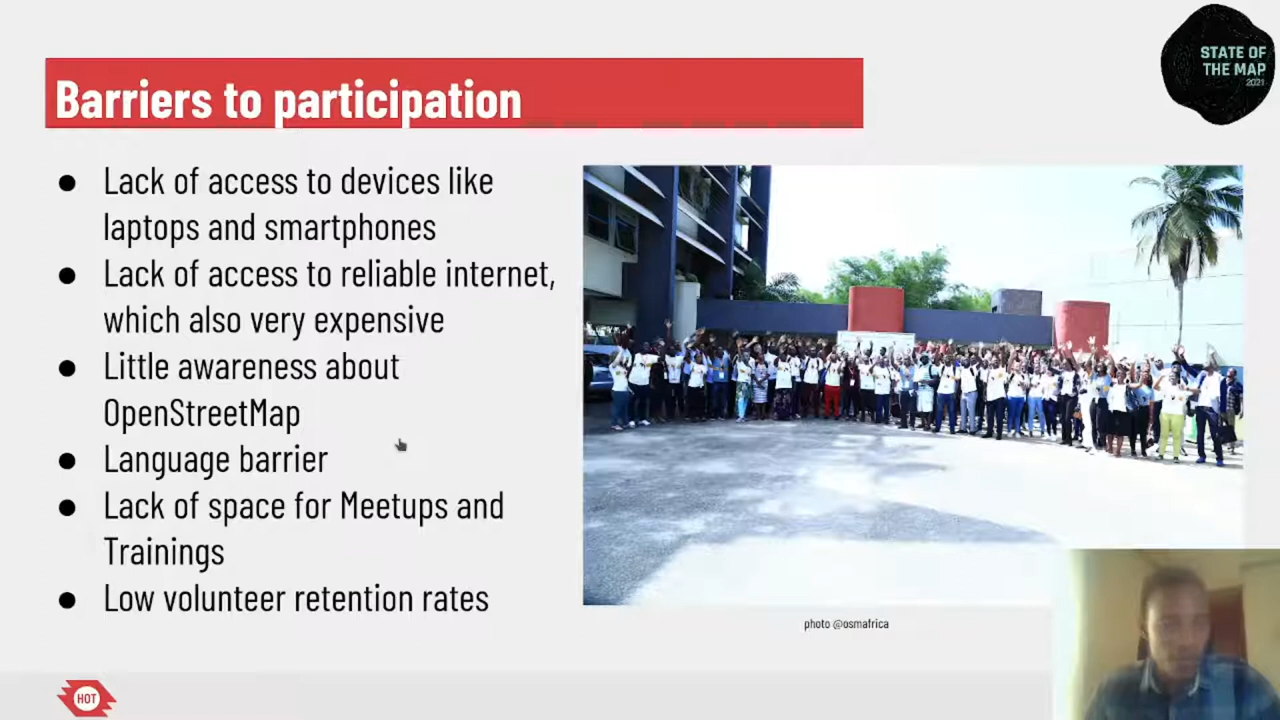 STATE OF
THE MAP
2021
Barriers to participation
● Lack of access to devices like
laptops and smartphones
● Lack of access to reliable internet,
which also very expensive
● Little awareness about
OpenStreetMap
● Language barrier
● Lack of space for Meetups and
Trainings
● Low volunteer retention rates
photo @osmafrica
HOT